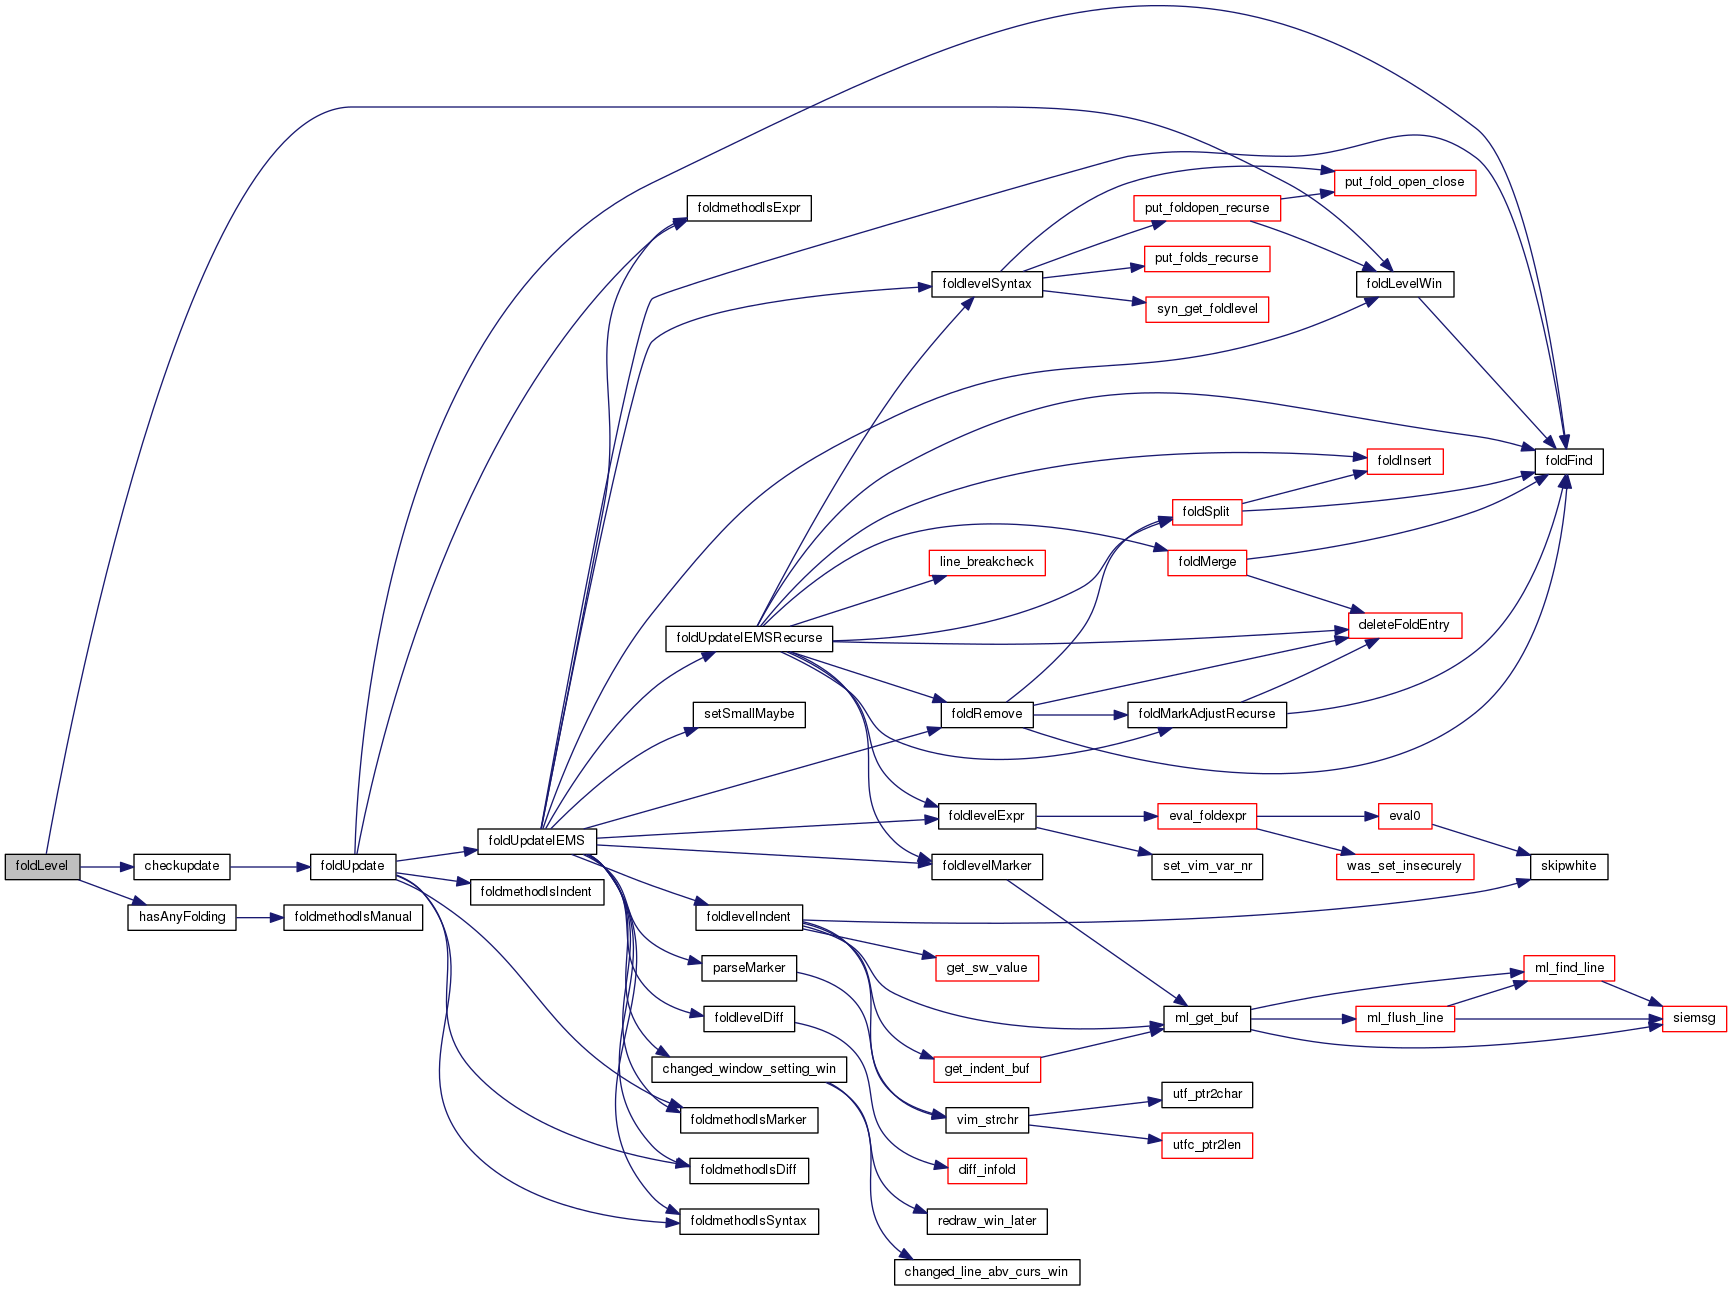 foldLevel
checkupdate
hasAnyFolding
foldUpdate
foldmethodIsManual
foldUpdateIEMS
foldmethodIsIndent
foldmethodIsExpr
foldUpdateIEMSRecurse
setSmallMaybe
foldlevelIndent
parseMarker
foldlevelDiff
changed_window_setting_win
foldmethodIsMarker
foldmethodIsDiff
foldmethodIsSyntax
foldlevelSyntax
line_breakcheck
foldRemove
foldlevelExpr
foldlevelMarker
get_sw_value
get_indent_buf
vim_strchr
diff_infold
redraw_win_later
changed_line_abv_curs_win
put_foldopen_recurse
put_folds_recurse
syn_get_foldlevel
foldSplit
foldMerge
foldMarkAdjustRecurse
eval_foldexpr
set_vim_var_nr
ml_get_buf
utf_ptr2char
utfc_ptr2len
put_fold_open_close
foldLevelWin
foldInsert
deleteFoldEntry
eval0
was_set_insecurely
ml_flush_line
foldFind
skipwhite
ml_find_line
siemsg